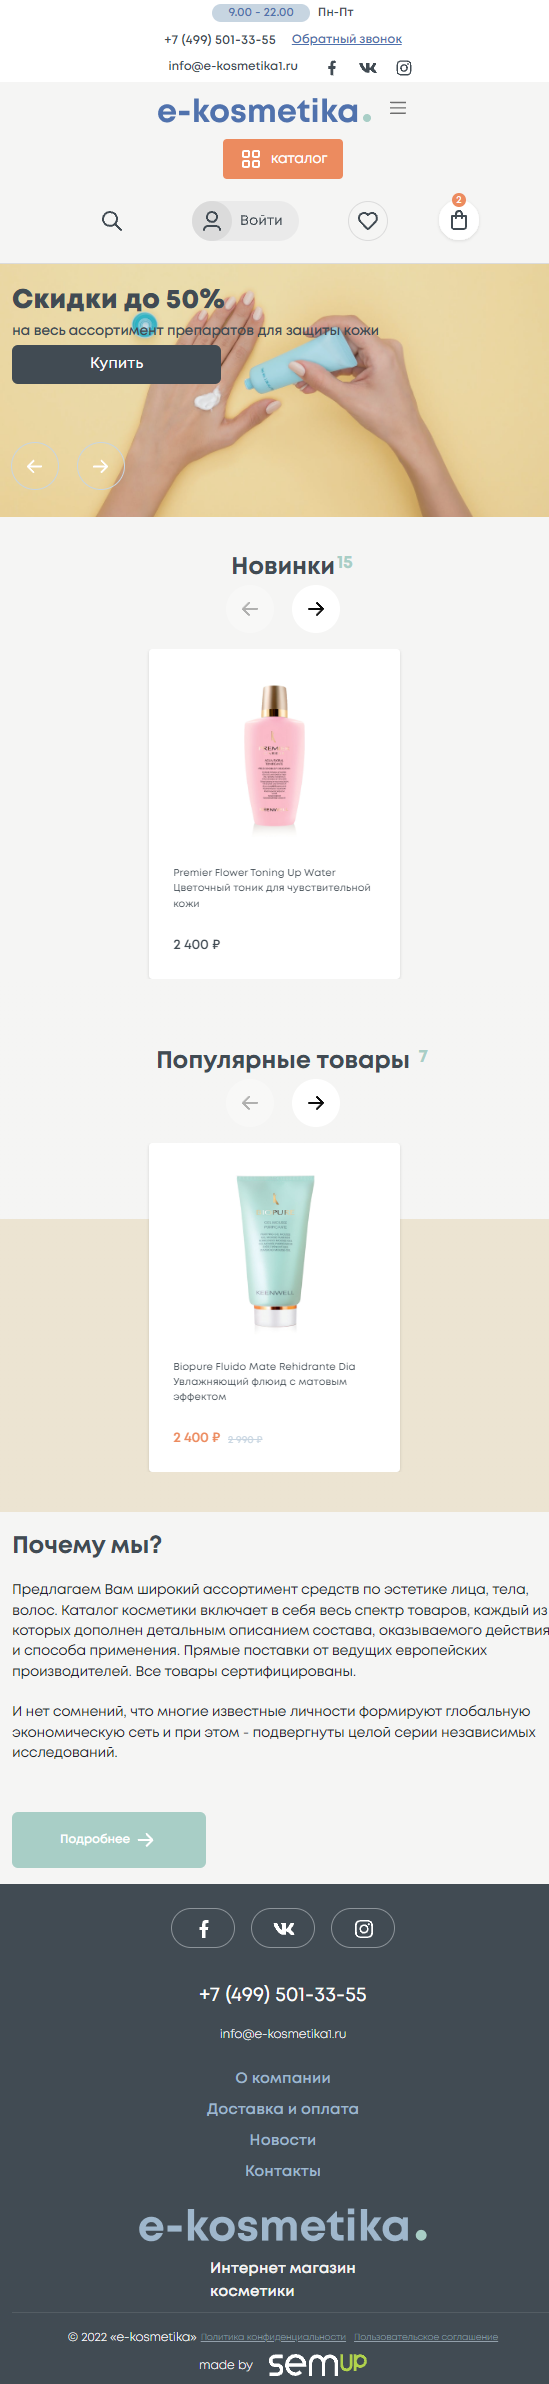 9.00 - 22.00 Пн-Пт
+7 (499) 501-33-55 Обратный звонок
info@e-kosmetika1.ru
e-kosmetika.
каталог
Войти
2
Скидки до 50%
на весь ассортимент препаратов для защиты кожи
Купить
Новинки 15
Premier Flower Toning Up Water
Цветочный тоник для чувствительной
кожи
2 400 ₽
Популярные товары 7
KEENWELL
Biopure Fluido Mate Rehidrante Dia
Увлажняющий флюид с матовым
эффектом
2 400 ₽ 2 990 ₽
Почему мы?
Предлагаем Вам широкий ассортимент средств по эстетике лица, тела,
волос. Каталог косметики включает в себя весь спектр товаров, каждый из
которых дополнен детальным описанием состава, оказываемого действия
и способа применения. Прямые поставки от ведущих европейских
производителей. Все товары сертифицированы.
И нет сомнений, что многие известные личности формируют глобальную
экономическую сеть и при этом - подвергнуты целой серии независимых
исследований.
Подробнее
+7 (499) 501-33-55
info@e-kosmetika1.ru
О компании
Доставка и оплата
Новости
Контакты
e-kosmetika.
Интернет магазин
косметики
© 2022 «e-kosmetika» Политика конфиденциальности Пользовательское соглашение
made by semup